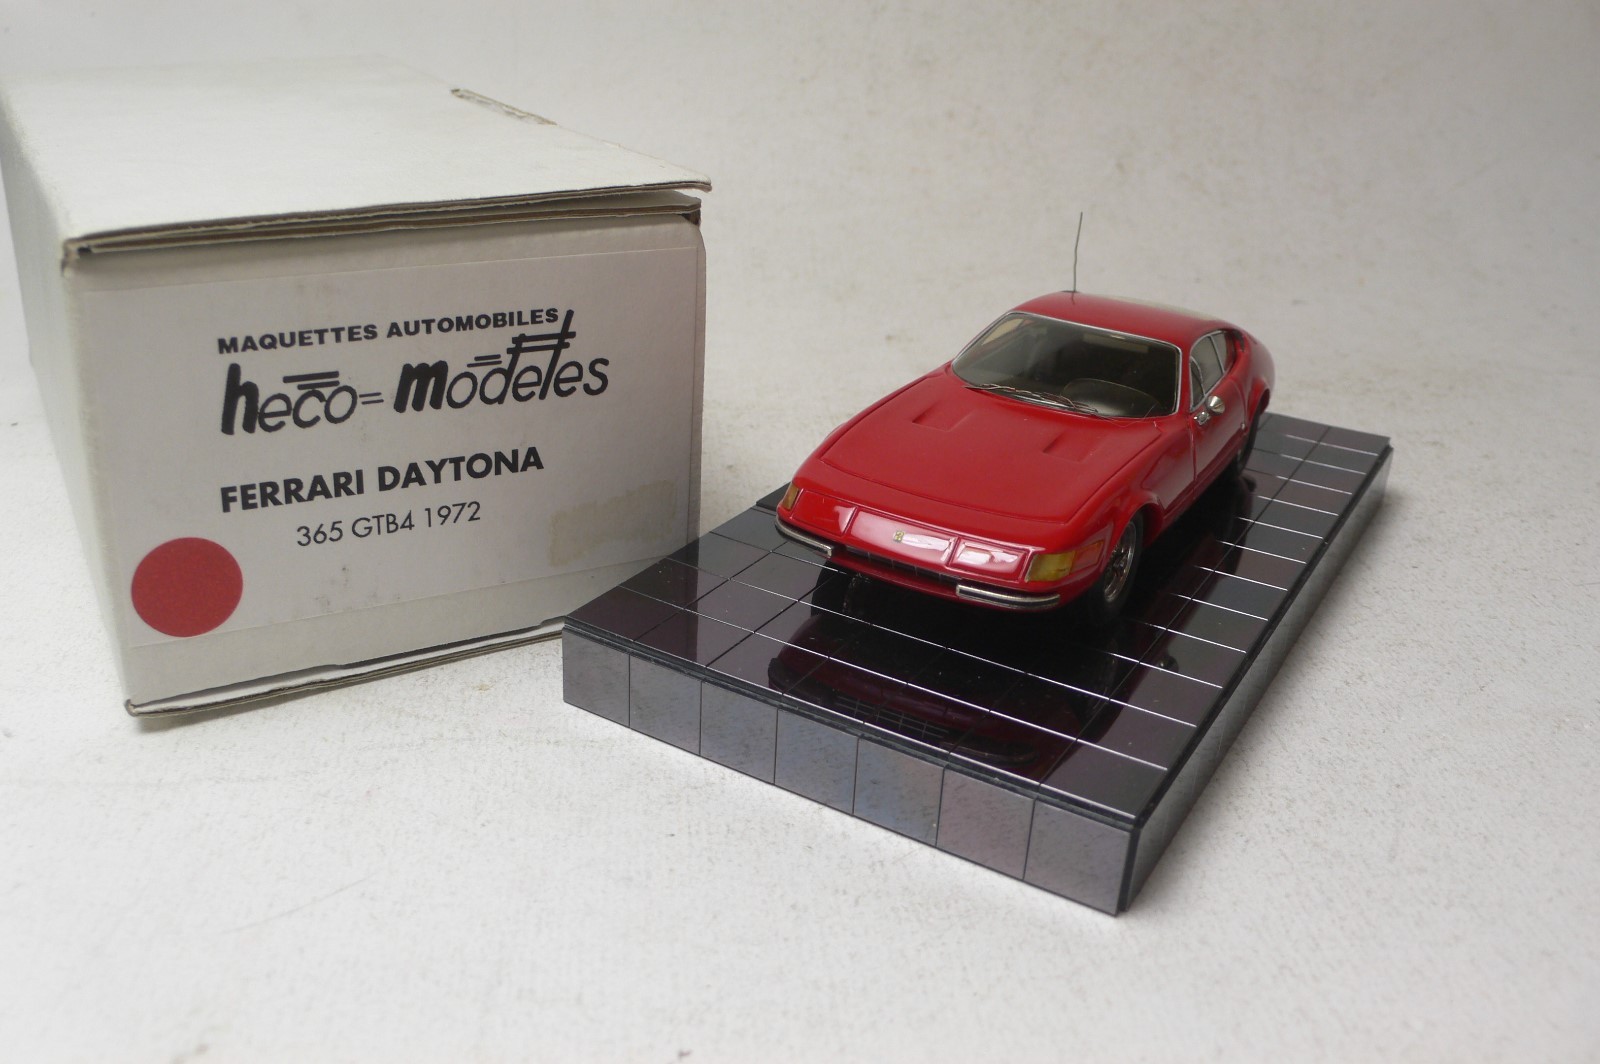 MAQUETTES AUTOMOBILES
heco=modeles
FERRARI DAYTONA
365 GTB4 1972